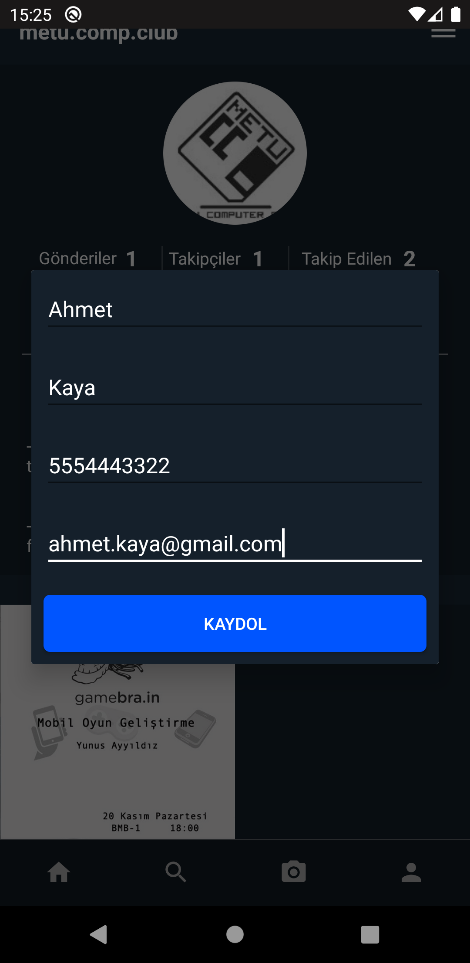 15:25
metu.comp.club
METU
CCC
COMPUTER
Gönderiler 1
Takipçiler 1
Takip Edilen 2
Ahmet
Kaya
5554443322
ahmet.kaya@gmail.com
KAYDOL
gamebra.in
Mobil Oyun Geliştirme
Yunus Ayyıldız
20 Kasım Pazartesi
BMB-1 18:00